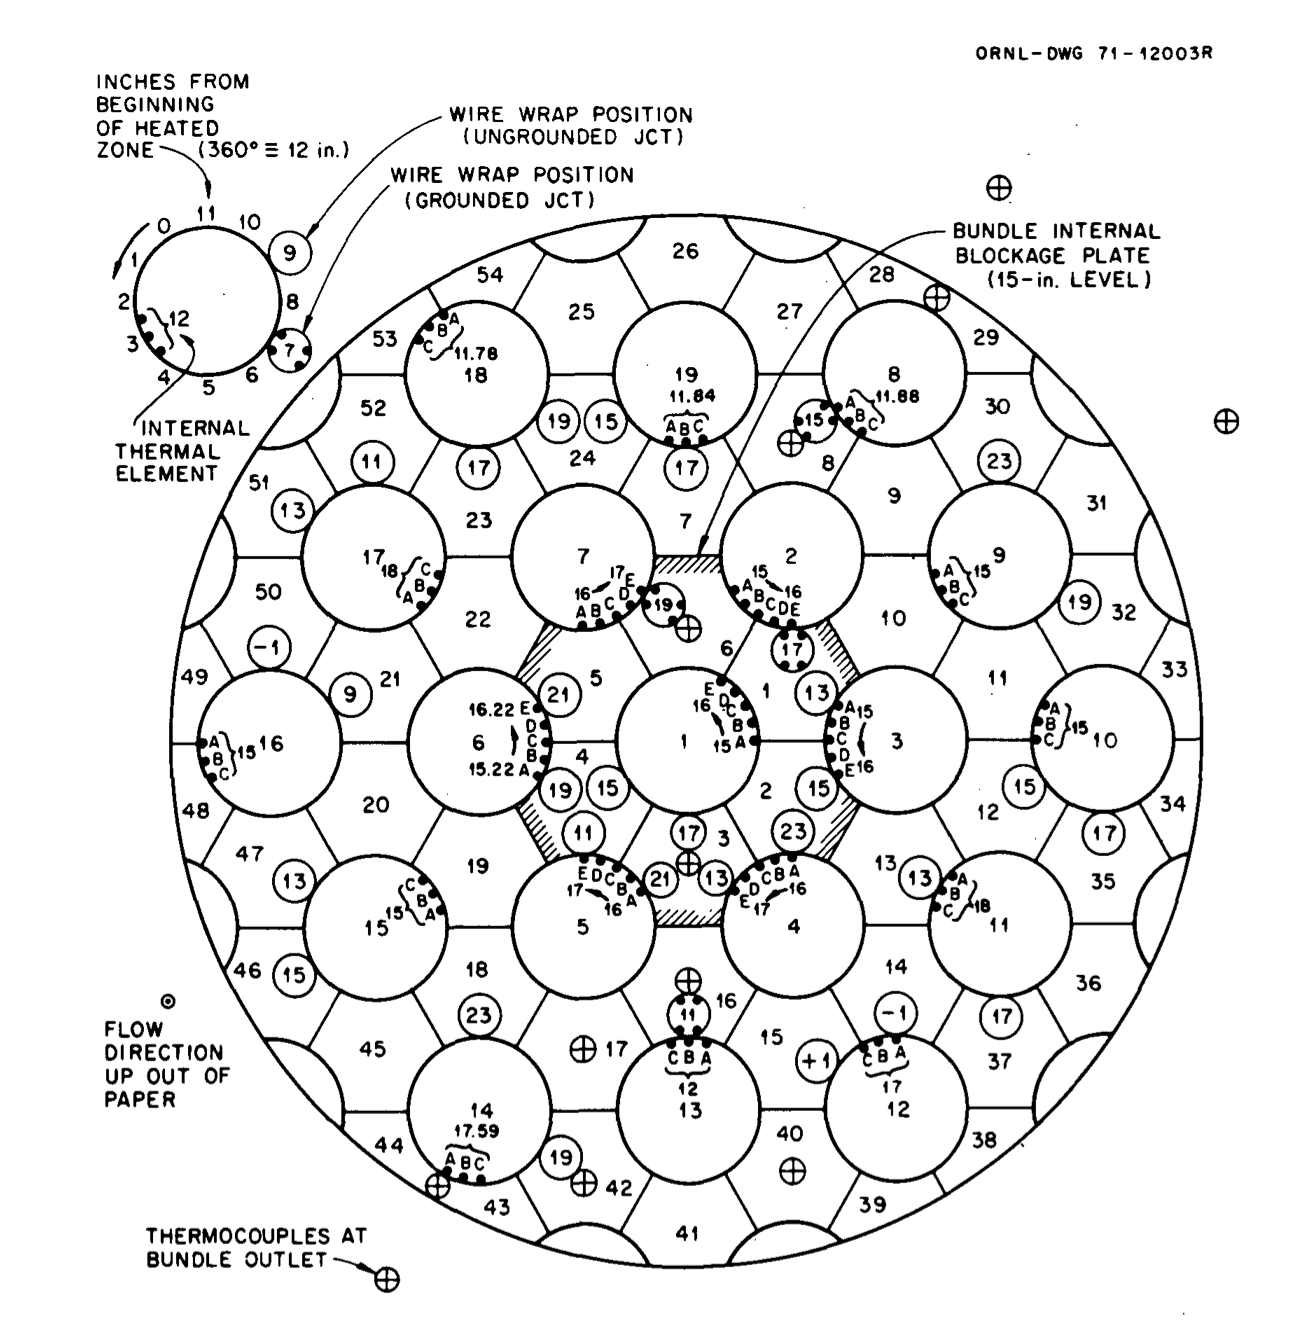 ORNL-DWG 71-12003R
INCHES FROM
BEGINNING
OF HEATED
ZONE (360° ≡ 12 in.)
WIRE WRAP POSITION
(UNGROUNDED JCT)
WIRE WRAP POSITION
(GROUNDED JCT)
11
0 10
1 9
2 8
12
3 7
4 6
5
INTERNAL
THERMAL
ELEMENT
BUNDLE INTERNAL
BLOCKAGE PLATE
(15-in. LEVEL)
26
54 28
25 27
53 29
A B C 11.78
18
19
11.84
A B C
8
A B C 11.88
15
52 30
19 15
11 17 24 17 8 23
51 9 31
13 23 7
17
18 C B A
7
17
16 E D C B A
19
2
15 16
A B C D E
17
9
A B C 15
19
50 32
22 10
6
-1
49 21 5 1 11 33
9 21 13
16
A B C 15
6
16.22 E
D
C
B
15.22 A
1
E D C B A
16
15
3
A 15
B
C
D
E 16
10
A B C 15
4
19 15 2 15 15
48 20 12 34
11 17 3 23 17
47 19 13 35
13 21 13 13
15
C B A 15
5
E D C B A
17 16
4
A B C D E
16 17
11
A B C 18
46 15 18 14 36
16
11
23 -1 17
45 17 15 37
+1
C B A
12
13
C B A
17
12
14
17.59
A B C
44 19 40 38
42
43 39
41
FLOW
DIRECTION
UP OUT OF
PAPER
THERMOCOUPLES AT
BUNDLE OUTLET